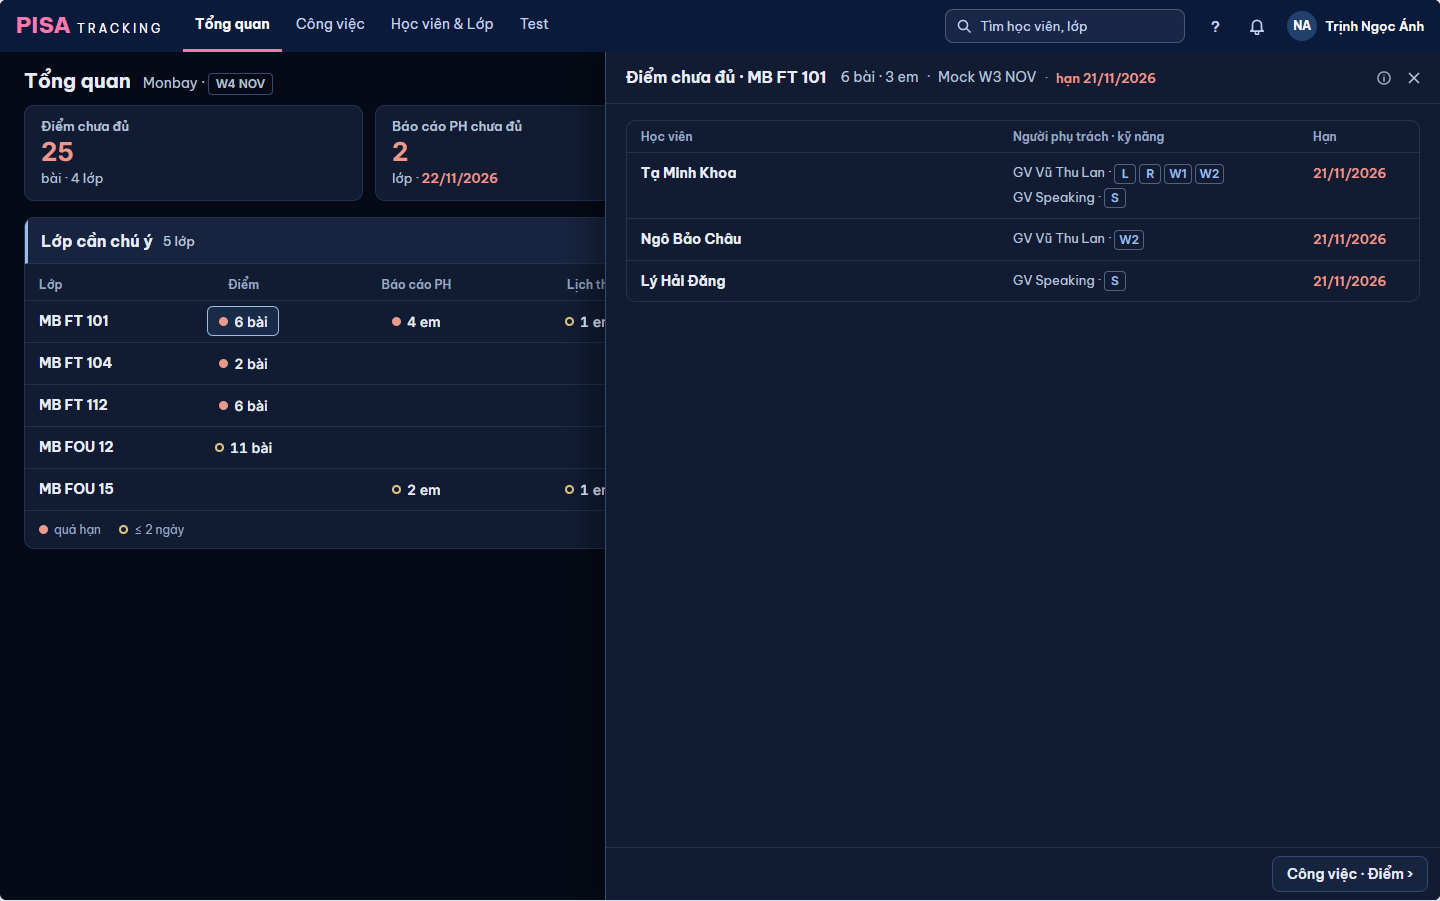 PISA TRACKING Tổng quan Công việc Học viên & Lớp Test Tìm học viên, lớp ? NA Trịnh Ngọc Ánh
Tổng quan Monbay · W4 NOV
Điểm chưa đủ
25
bài · 4 lớp
Báo cáo PH chưa đủ
2
lớp · 22/11/2026
Lớp cần chú ý 5 lớp
Lớp Điểm Báo cáo PH Lịch th
MB FT 101 6 bài 4 em 1 er
MB FT 104 2 bài
MB FT 112 6 bài
MB FOU 12 11 bài
MB FOU 15 2 em 1 er
quá hạn ≤ 2 ngày
Điểm chưa đủ · MB FT 101 6 bài · 3 em · Mock W3 NOV · hạn 21/11/2026
Học viên Người phụ trách · kỹ năng Hạn
Tạ Minh Khoa GV Vũ Thu Lan · L R W1 W2 21/11/2026
GV Speaking · S
Ngô Bảo Châu GV Vũ Thu Lan · W2 21/11/2026
Lý Hải Đăng GV Speaking · S 21/11/2026
Công việc · Điểm ›